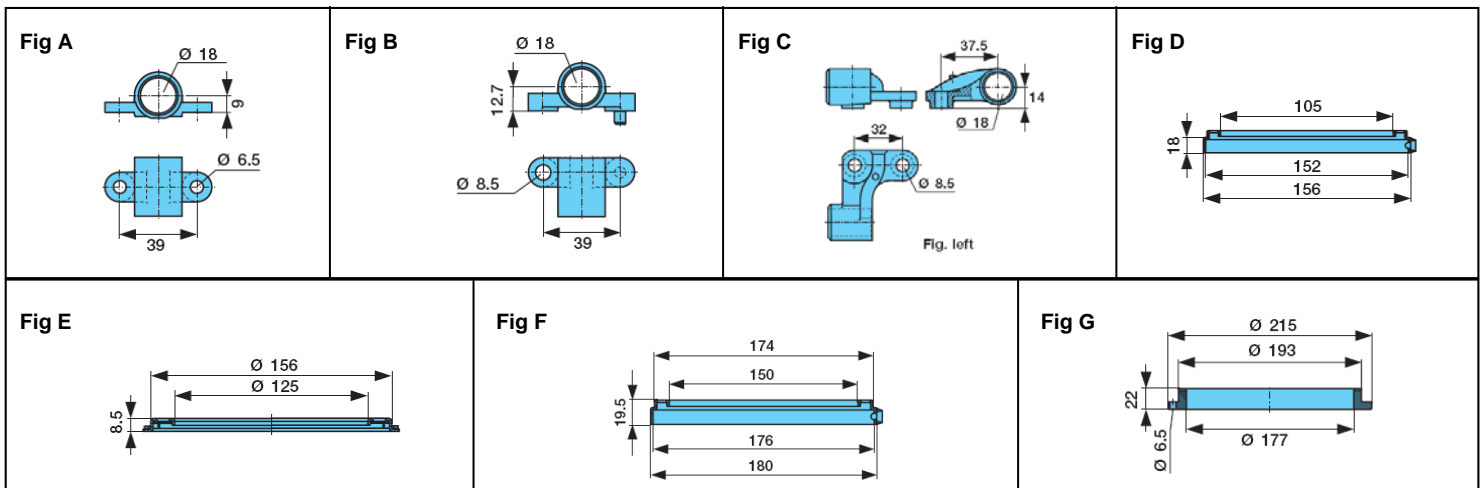 Fig A
Ø 18
9
Ø 6.5
39
Fig B
Ø 18
12.7
Ø 8.5
39
Fig C
37.5
14
Ø 18
32
Ø 8.5
Fig. left
Fig D
105
18
152
156
Fig E
Ø 156
Ø 125
8.5
Fig F
174
150
19.5
176
180
Fig G
Ø 215
Ø 193
22
Ø 6.5
Ø 177